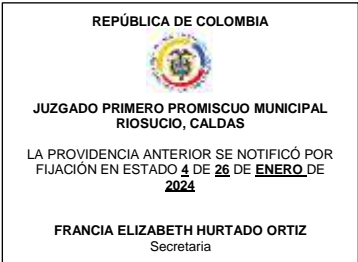 REPÚBLICA DE COLOMBIA
JUZGADO PRIMERO PROMISCUO MUNICIPAL
RIOSUCIO, CALDAS
LA PROVIDENCIA ANTERIOR SE NOTIFICÓ POR
FIJACIÓN EN ESTADO 4 DE 26 DE ENERO DE
2024
FRANCIA ELIZABETH HURTADO ORTIZ
Secretaria